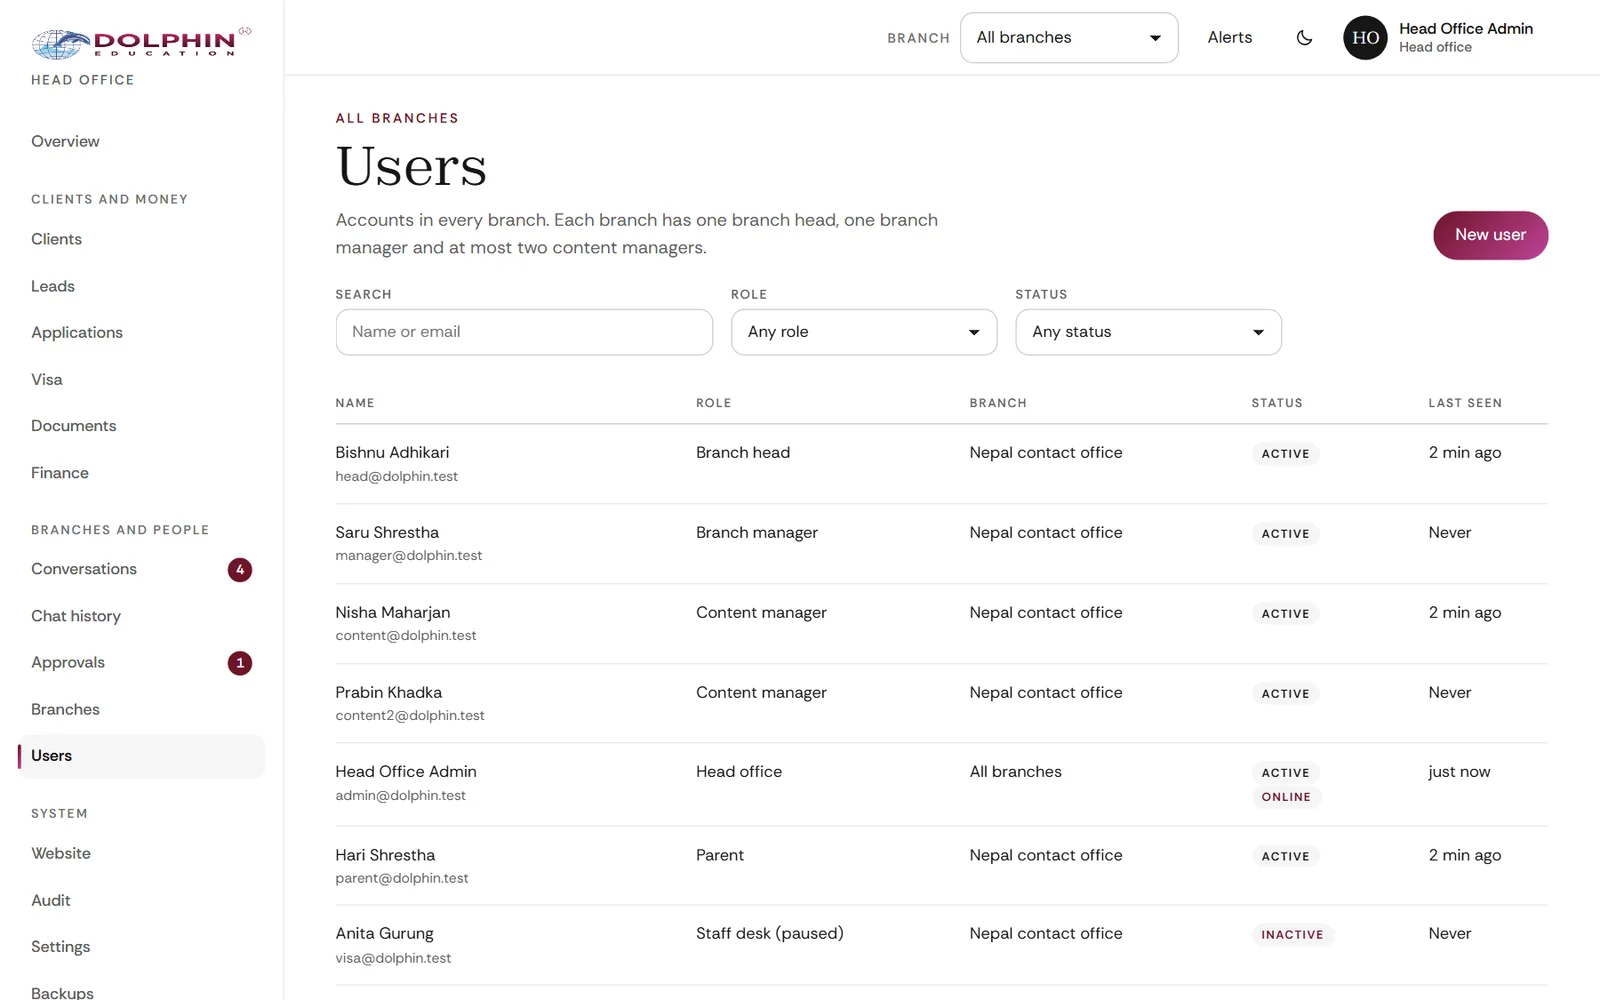 DOLPHIN
EDUCATION
HEAD OFFICE
Overview
CLIENTS AND MONEY
Clients
Leads
Applications
Visa
Documents
Finance
BRANCHES AND PEOPLE
Conversations 4
Chat history
Approvals 1
Branches
Users
SYSTEM
Website
Audit
Settings
Backups
BRANCH All branches Alerts HO Head Office Admin
Head office
ALL BRANCHES
Users
Accounts in every branch. Each branch has one branch head, one branch
manager and at most two content managers.
New user
SEARCH ROLE STATUS
Name or email Any role Any status
NAME ROLE BRANCH STATUS LAST SEEN
Bishnu Adhikari Branch head Nepal contact office ACTIVE 2 min ago
head@dolphin.test
Saru Shrestha Branch manager Nepal contact office ACTIVE Never
manager@dolphin.test
Nisha Maharjan Content manager Nepal contact office ACTIVE 2 min ago
content@dolphin.test
Prabin Khadka Content manager Nepal contact office ACTIVE Never
content2@dolphin.test
Head Office Admin Head office All branches ACTIVE just now
admin@dolphin.test ONLINE
Hari Shrestha Parent Nepal contact office ACTIVE 2 min ago
parent@dolphin.test
Anita Gurung Staff desk (paused) Nepal contact office INACTIVE Never
visa@dolphin.test